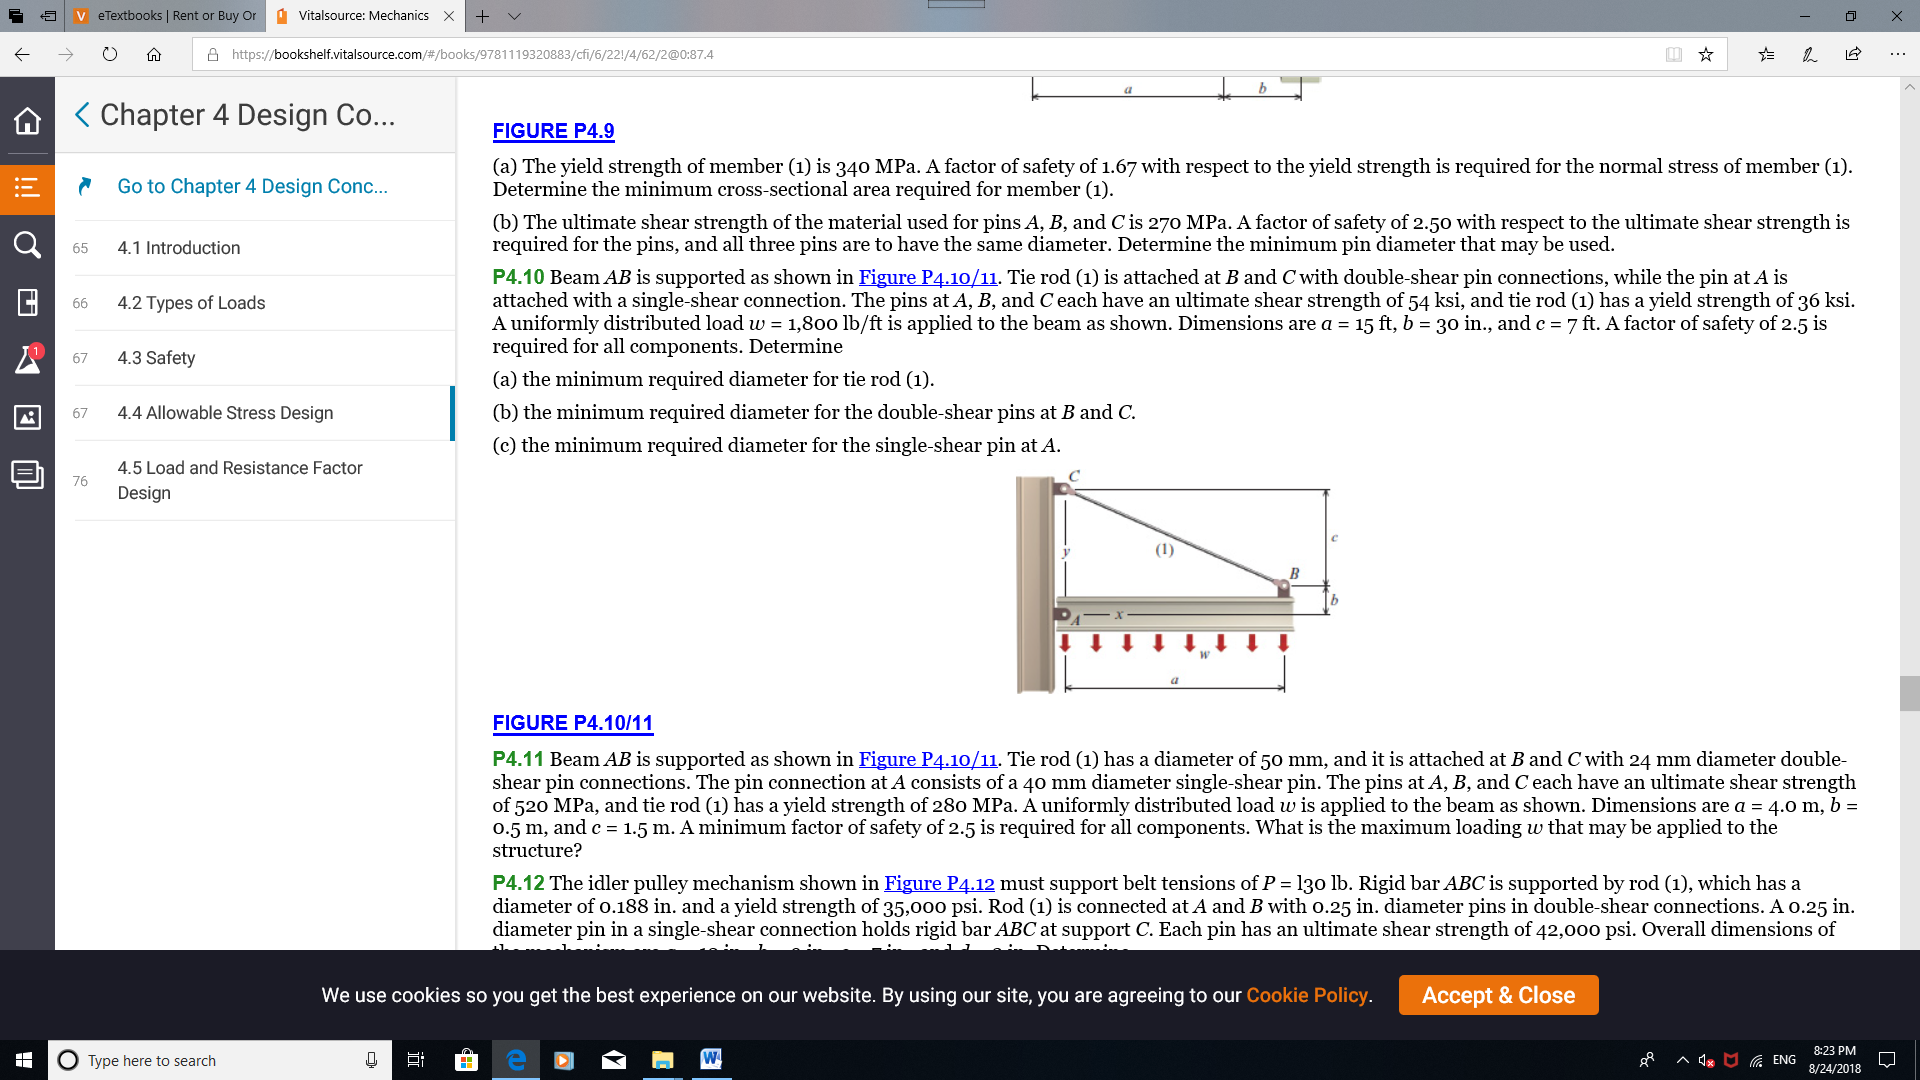 eTextbooks | Rent or Buy Or
Vitalsource: Mechanics
https://bookshelf.vitalsource.com/#/books/9781119320883/cfi/6/22!/4/62/2@0:87.4
Chapter 4 Design Co...
Go to Chapter 4 Design Conc...
65 4.1 Introduction
66 4.2 Types of Loads
67 4.3 Safety
67 4.4 Allowable Stress Design
76 4.5 Load and Resistance Factor
Design
1
a b
FIGURE P4.9
(a) The yield strength of member (1) is 340 MPa. A factor of safety of 1.67 with respect to the yield strength is required for the normal stress of member (1).
Determine the minimum cross-sectional area required for member (1).
(b) The ultimate shear strength of the material used for pins A, B, and C is 270 MPa. A factor of safety of 2.50 with respect to the ultimate shear strength is
required for the pins, and all three pins are to have the same diameter. Determine the minimum pin diameter that may be used.
P4.10 Beam AB is supported as shown in Figure P4.10/11. Tie rod (1) is attached at B and C with double-shear pin connections, while the pin at A is
attached with a single-shear connection. The pins at A, B, and C each have an ultimate shear strength of 54 ksi, and tie rod (1) has a yield strength of 36 ksi.
A uniformly distributed load w = 1,800 lb/ft is applied to the beam as shown. Dimensions are a = 15 ft, b = 30 in., and c = 7 ft. A factor of safety of 2.5 is
required for all components. Determine
(a) the minimum required diameter for tie rod (1).
(b) the minimum required diameter for the double-shear pins at B and C.
(c) the minimum required diameter for the single-shear pin at A.
C
c
y
(1)
B
b
A
x
w
a
FIGURE P4.10/11
P4.11 Beam AB is supported as shown in Figure P4.10/11. Tie rod (1) has a diameter of 50 mm, and it is attached at B and C with 24 mm diameter double-
shear pin connections. The pin connection at A consists of a 40 mm diameter single-shear pin. The pins at A, B, and C each have an ultimate shear strength
of 520 MPa, and tie rod (1) has a yield strength of 280 MPa. A uniformly distributed load w is applied to the beam as shown. Dimensions are a = 4.0 m, b =
0.5 m, and c = 1.5 m. A minimum factor of safety of 2.5 is required for all components. What is the maximum loading w that may be applied to the
structure?
P4.12 The idler pulley mechanism shown in Figure P4.12 must support belt tensions of P = 130 lb. Rigid bar ABC is supported by rod (1), which has a
diameter of 0.188 in. and a yield strength of 35,000 psi. Rod (1) is connected at A and B with 0.25 in. diameter pins in double-shear connections. A 0.25 in.
diameter pin in a single-shear connection holds rigid bar ABC at support C. Each pin has an ultimate shear strength of 42,000 psi. Overall dimensions of
We use cookies so you get the best experience on our website. By using our site, you are agreeing to our Cookie Policy.
Accept & Close
Type here to search
ENG
8:23 PM
8/24/2018